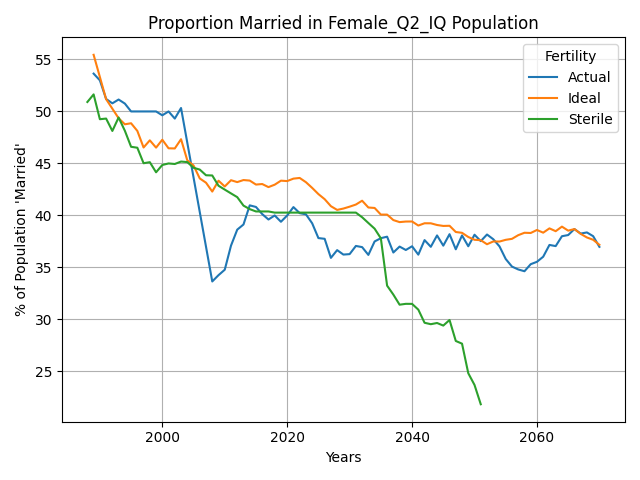 Proportion Married in Female_Q2_IQ Population
% of Population 'Married'
55
50
45
40
35
30
25
Fertility
Actual
Ideal
Sterile
2000
2020
2040
2060
Years